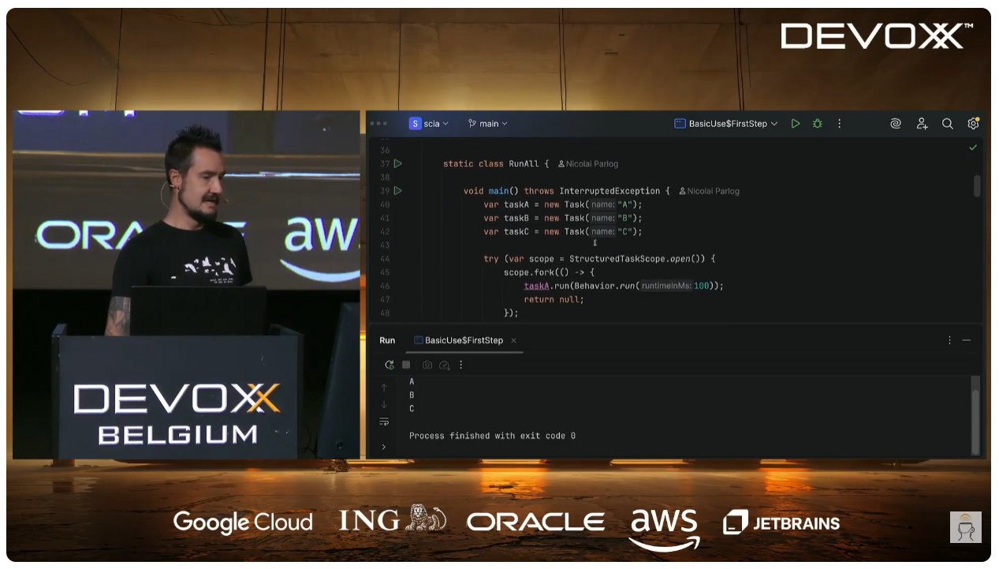 DEVOXX™
ORA
aws
DEVOXX
BELGIUM
S scia main BasicUse$FirstStep
36
37 static class RunAll { Nicolai Parlog
38
39 void main() throws InterruptedException { Nicolai Parlog
40 var taskA = new Task( name: "A");
41 var taskB = new Task( name: "B");
42 var taskC = new Task( name: "C");
43
44 try (var scope = StructuredTaskScope.open()) {
45 scope.fork(() -> {
46 taskA.run(Behavior.run( runtimeInMs: 100));
47 return null;
48 });
Run BasicUse$FirstStep ×
A
B
C
Process finished with exit code 0
Google Cloud ING ORACLE aws JETBRAINS